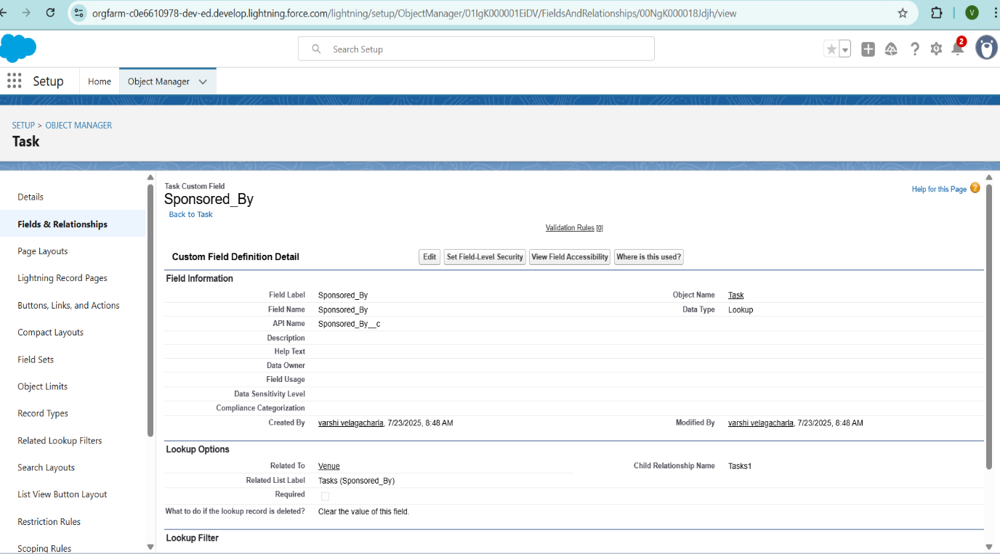 orgfarm-c0e6610978-dev-ed.develop.lightning.force.com/lightning/setup/ObjectManager/01IgK000001EiDV/FieldsAndRelationships/00NgK000018Jdjh/view
V
Search Setup
2
Setup
Home
Object Manager
SETUP > OBJECT MANAGER
Task
Details
Fields & Relationships
Page Layouts
Lightning Record Pages
Buttons, Links, and Actions
Compact Layouts
Field Sets
Object Limits
Record Types
Related Lookup Filters
Search Layouts
List View Button Layout
Restriction Rules
Scoping Rules
Task Custom Field
Sponsored_By
Back to Task
Help for this Page
Validation Rules [0]
Custom Field Definition Detail
Edit
Set Field-Level Security
View Field Accessibility
Where is this used?
Field Information
Field Label Sponsored_By
Object Name Task
Field Name Sponsored_By
Data Type Lookup
API Name Sponsored_By__c
Description
Help Text
Data Owner
Field Usage
Data Sensitivity Level
Compliance Categorization
Created By varshi velagacharla, 7/23/2025, 8:48 AM
Modified By varshi velagacharla, 7/23/2025, 8:48 AM
Lookup Options
Related To Venue
Child Relationship Name Tasks1
Related List Label Tasks (Sponsored_By)
Required
What to do if the lookup record is deleted? Clear the value of this field.
Lookup Filter